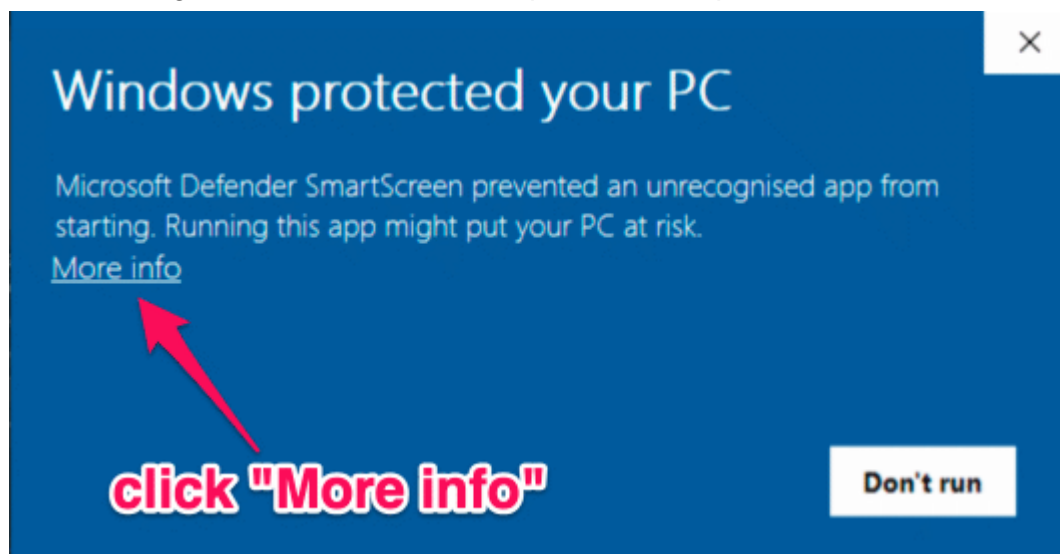 Windows protected your PC
Microsoft Defender SmartScreen prevented an unrecognised app from
starting. Running this app might put your PC at risk.
More info
click "More info"
Don't run